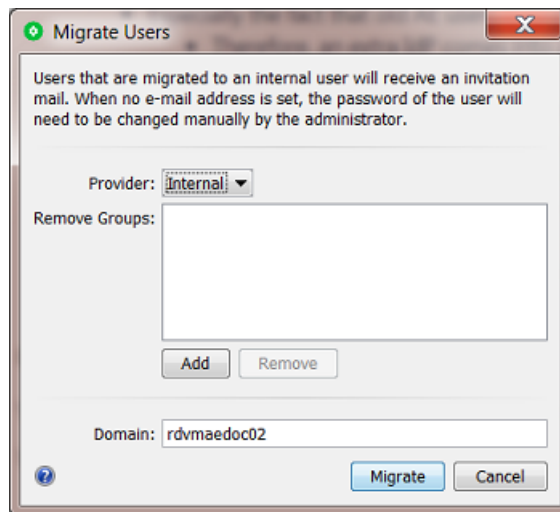 Migrate Users
Users that are migrated to an internal user will receive an invitation
mail. When no e-mail address is set, the password of the user will
need to be changed manually by the administrator.
Provider: Internal
Remove Groups:
Add Remove
Domain: rdvmaedoc02
Migrate Cancel